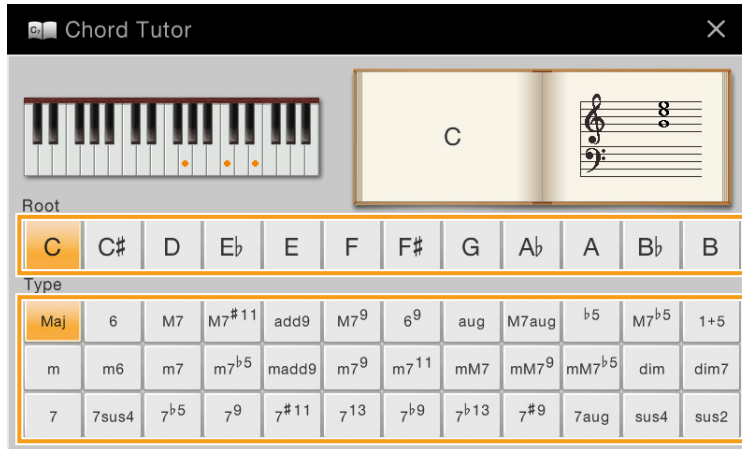 C7 Chord Tutor
C
Root
C C♯ D E♭ E F F♯ G A♭ A B♭ B
Type
Maj 6 M7 M7♯11 add9 M7⁹ 6⁹ aug M7aug ♭5 M7♭5 1+5
m m6 m7 m7♭5 madd9 m7⁹ m7¹¹ mM7 mM7⁹ mM7♭5 dim dim7
7 7sus4 7♭5 7⁹ 7♯11 7¹³ 7♭9 7♭13 7♯9 7aug sus4 sus2